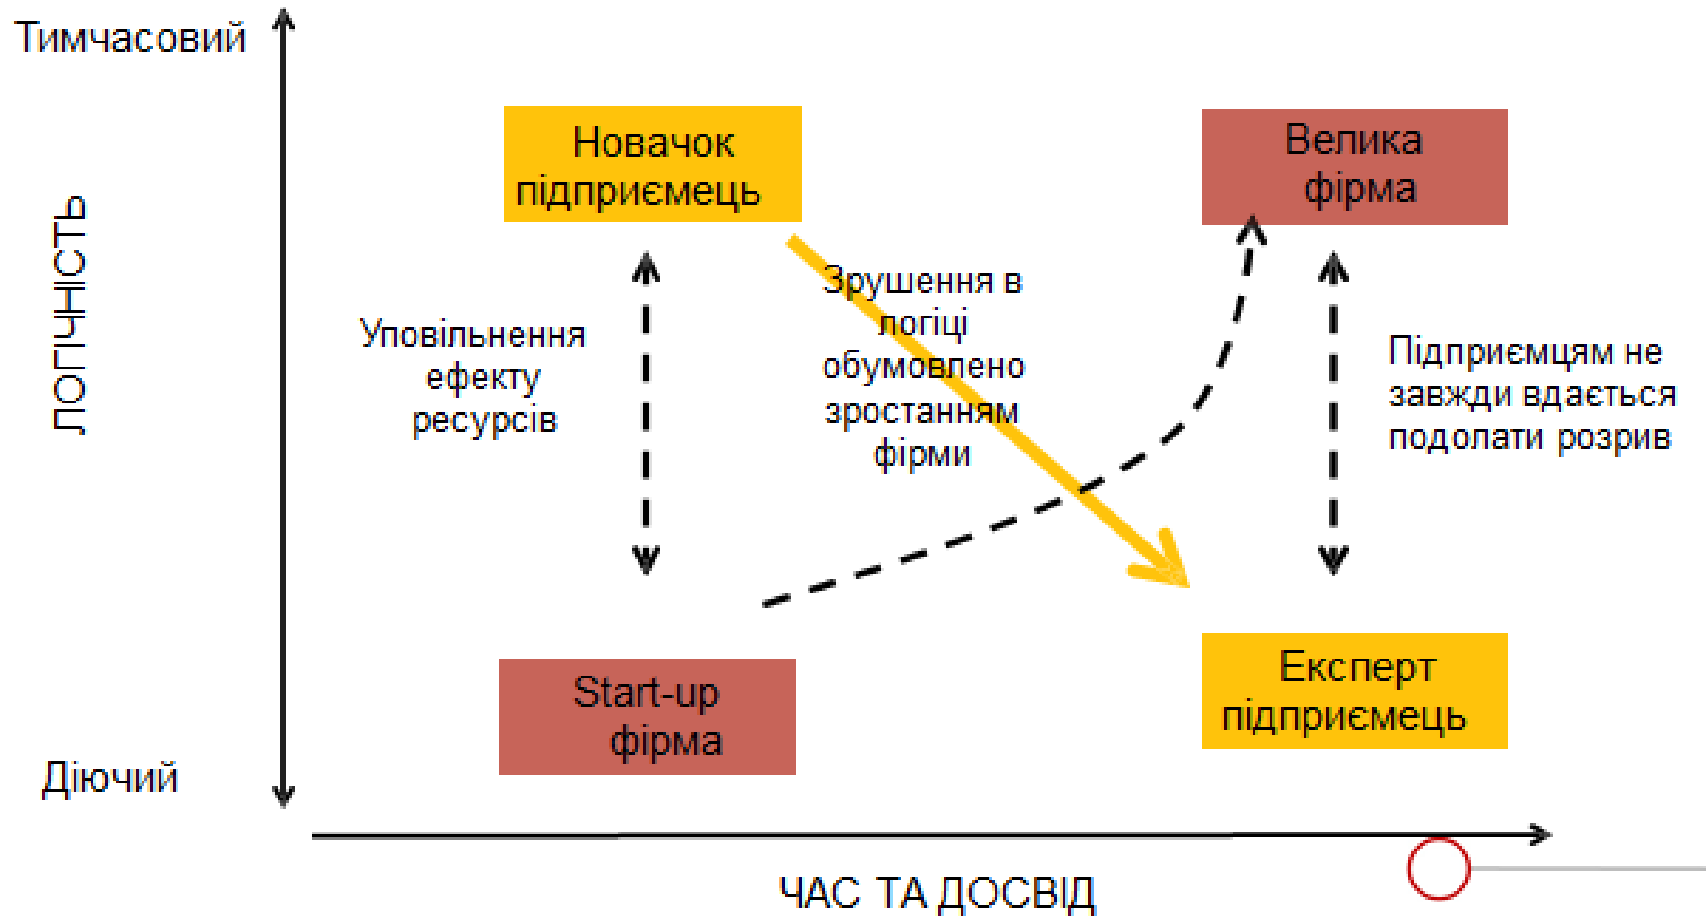 Тимчасовий
ЛОГІЧНІСТЬ
Діючий
Новачок
підприємець
Велика
фірма
Уповільнення
ефекту
ресурсів
Зрушення в
логіці
обумовлено
зростанням
фірми
Підприємцям не
завжди вдається
подолати розрив
Start-up
фірма
Експерт
підприємець
ЧАС ТА ДОСВІД